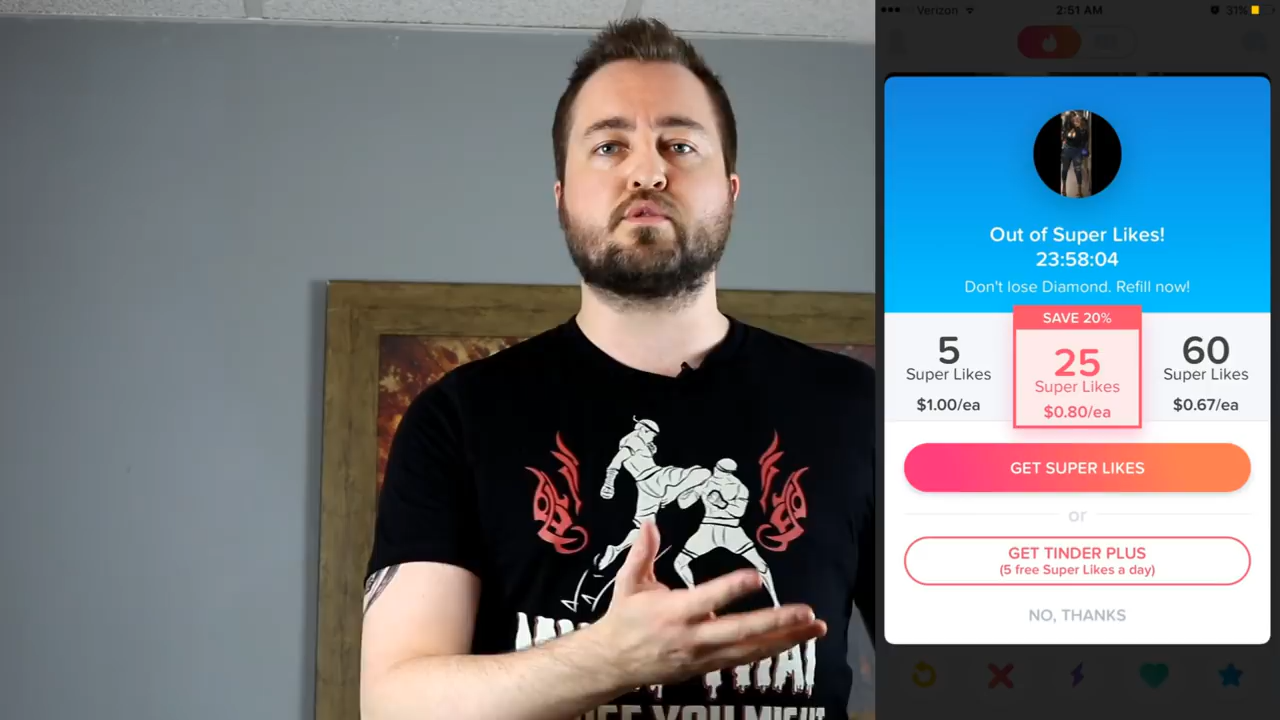 Verizon
2:51 AM
31%
Out of Super Likes!
23:58:04
Don't lose Diamond. Refill now!
SAVE 20%
5
Super Likes
$1.00/ea
25
Super Likes
$0.80/ea
60
Super Likes
$0.67/ea
GET SUPER LIKES
or
GET TINDER PLUS
(5 free Super Likes a day)
NO, THANKS
YOU MIGHT